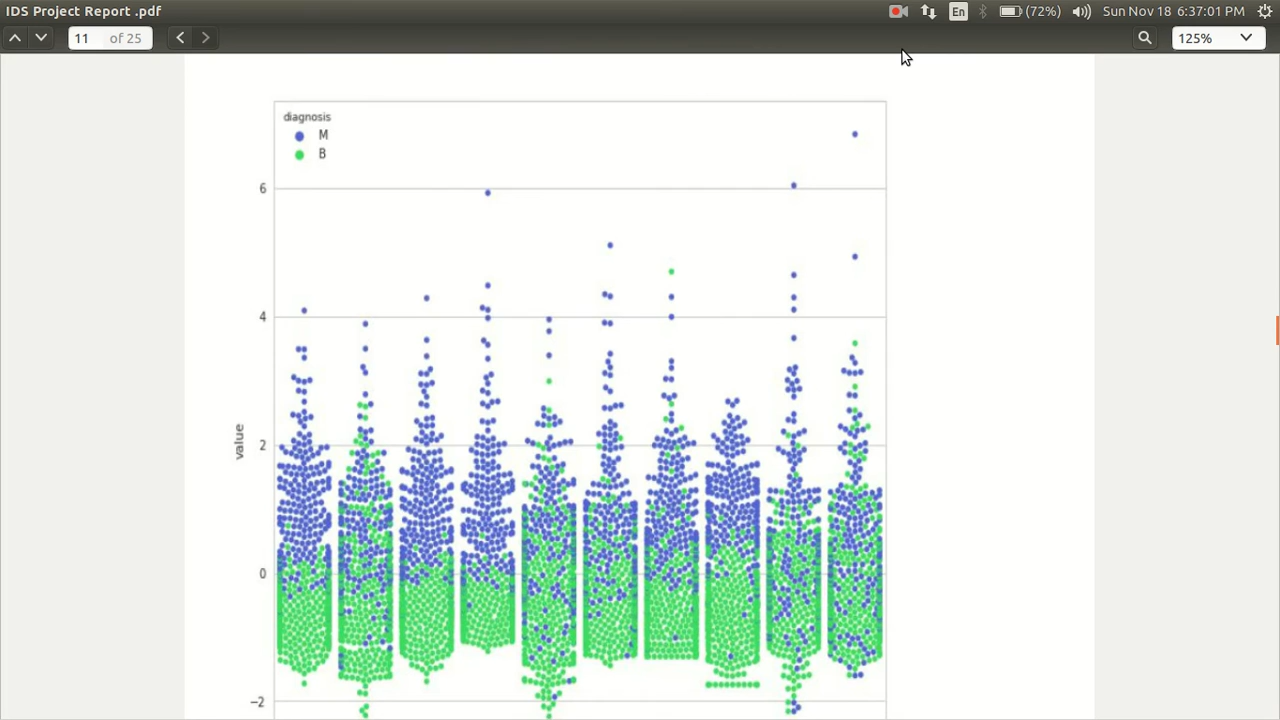 IDS Project Report .pdf
En (72%) Sun Nov 18 6:37:01 PM
11 of 25
125%
diagnosis
M
B
6
4
2
0
−2
value